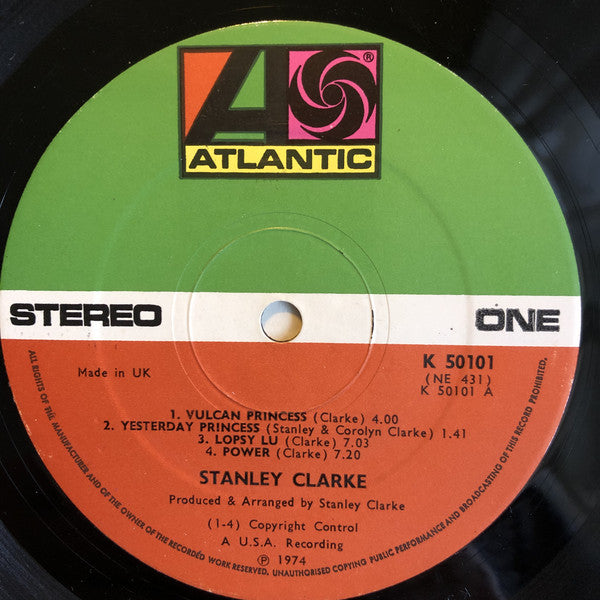 ®
ATLANTIC
STEREO
ONE
K 50101
(NE 431)
K 50101 A
Made in UK
1. VULCAN PRINCESS (Clarke) 4.00
2. YESTERDAY PRINCESS (Stanley & Corolyn Clarke) 1.41
3. LOPSY LU (Clarke) 7.03
4. POWER (Clarke) 7.20
STANLEY CLARKE
Produced & Arranged by Stanley Clarke
(1-4) Copyright Control
A U.S.A. Recording
℗ 1974
ALL RIGHTS OF THE MANUFACTURER AND OF THE OWNER OF THE RECORDED WORK RESERVED. UNAUTHORISED COPYING PUBLIC PERFORMANCE AND BROADCASTING OF THIS RECORD PROHIBITED.